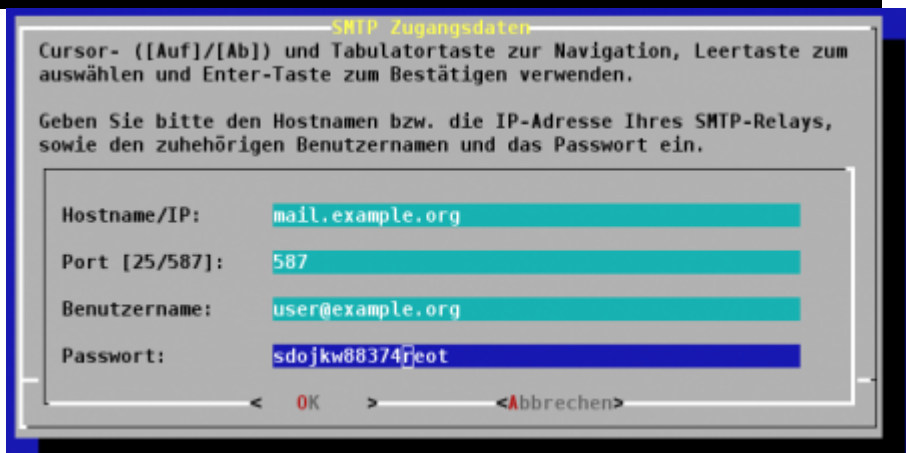 SMTP Zugangsdaten
Cursor- ([Auf]/[Ab]) und Tabulatortaste zur Navigation, Leertaste zum
auswählen und Enter-Taste zum Bestätigen verwenden.
Geben Sie bitte den Hostnamen bzw. die IP-Adresse Ihres SMTP-Relays,
sowie den zuhehörigen Benutzernamen und das Passwort ein.
Hostname/IP: mail.example.org
Port [25/587]: 587
Benutzername: user@example.org
Passwort: sdojkw88374reot
< OK > <Abbrechen>